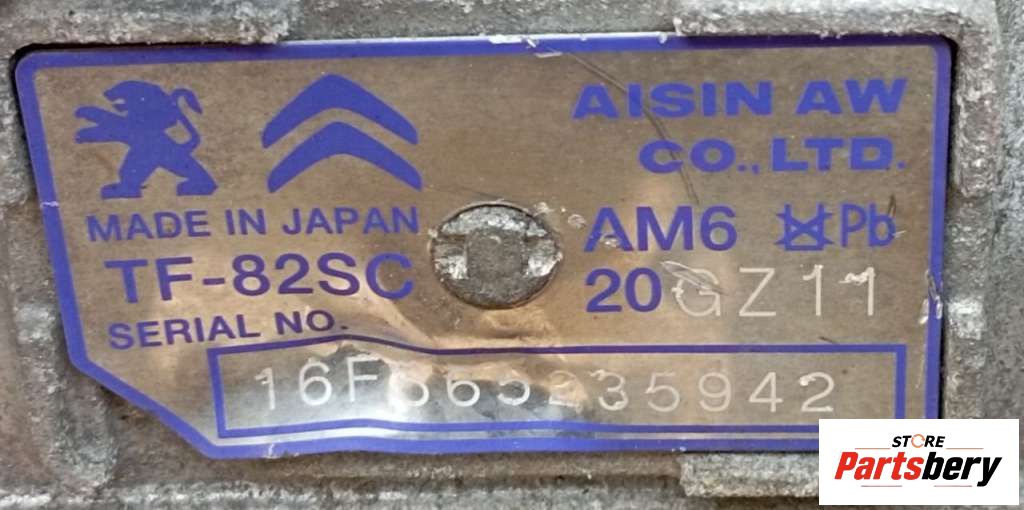 AISIN AW
CO.,LTD.
MADE IN JAPAN
AM6 Pb
TF-82SC
20GZ11
SERIAL NO.
STORE
Partsbery